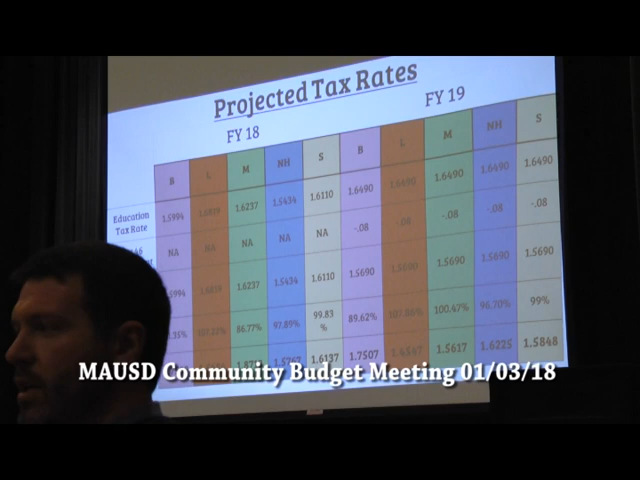 Projected Tax Rates
FY 18 FY 19
B L M NH S B L M NH S
Education Tax Rate 1.5994 1.6237 1.5434 1.6110 1.6490 1.6490 1.6490 1.6490 1.6490
NA NA NA NA NA -.08 -.08 -.08 -.08 -.08
1.6237 1.5434 1.6110 1.5690 1.5690 1.5690 1.5690 1.5690
86.77% 97.89% 99.83% 89.62% 100.47% 96.70% 99%
1.6137 1.7507 1.5617 1.6225 1.5848
MAUSD Community Budget Meeting 01/03/18